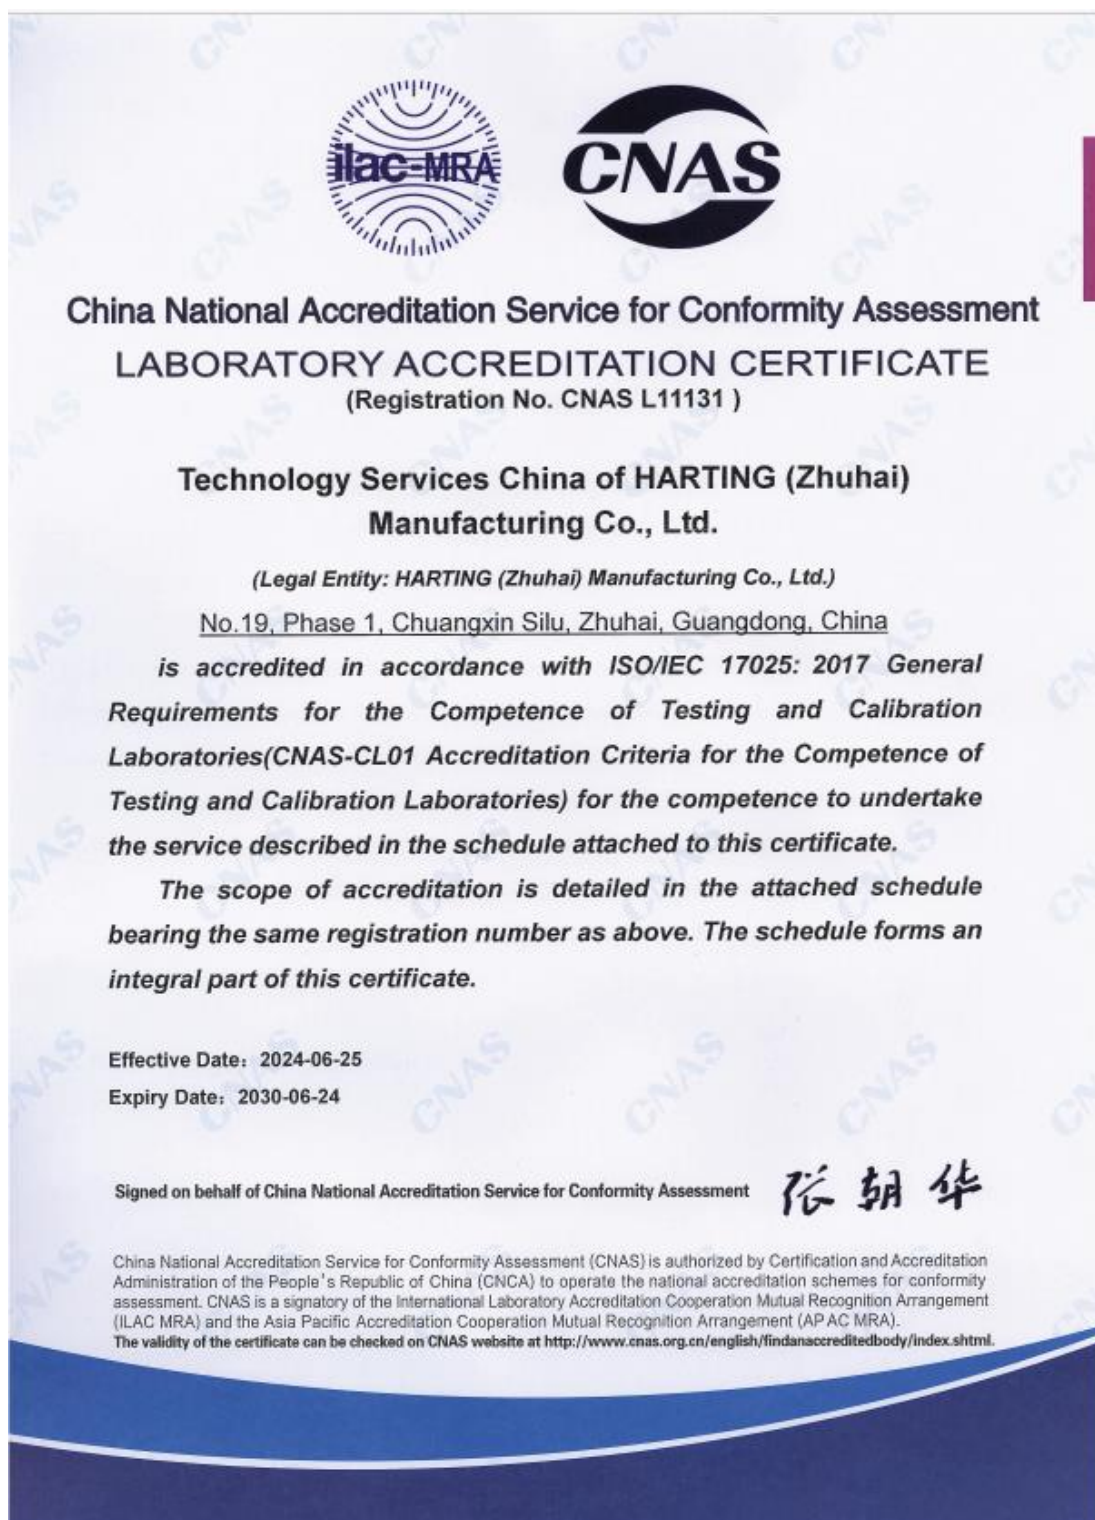 ilac-MRA
CNAS
China National Accreditation Service for Conformity Assessment
LABORATORY ACCREDITATION CERTIFICATE
(Registration No. CNAS L11131 )
Technology Services China of HARTING (Zhuhai)
Manufacturing Co., Ltd.
(Legal Entity: HARTING (Zhuhai) Manufacturing Co., Ltd.)
No.19, Phase 1, Chuangxin Silu, Zhuhai, Guangdong, China
is accredited in accordance with ISO/IEC 17025: 2017 General
Requirements for the Competence of Testing and Calibration
Laboratories(CNAS-CL01 Accreditation Criteria for the Competence of
Testing and Calibration Laboratories) for the competence to undertake
the service described in the schedule attached to this certificate.
The scope of accreditation is detailed in the attached schedule
bearing the same registration number as above. The schedule forms an
integral part of this certificate.
Effective Date: 2024-06-25
Expiry Date: 2030-06-24
Signed on behalf of China National Accreditation Service for Conformity Assessment 张朝华
China National Accreditation Service for Conformity Assessment (CNAS) is authorized by Certification and Accreditation
Administration of the People's Republic of China (CNCA) to operate the national accreditation schemes for conformity
assessment. CNAS is a signatory of the International Laboratory Accreditation Cooperation Mutual Recognition Arrangement
(ILAC MRA) and the Asia Pacific Accreditation Cooperation Mutual Recognition Arrangement (APAC MRA).
The validity of the certificate can be checked on CNAS website at http://www.cnas.org.cn/english/findanaccreditedbody/index.shtml.